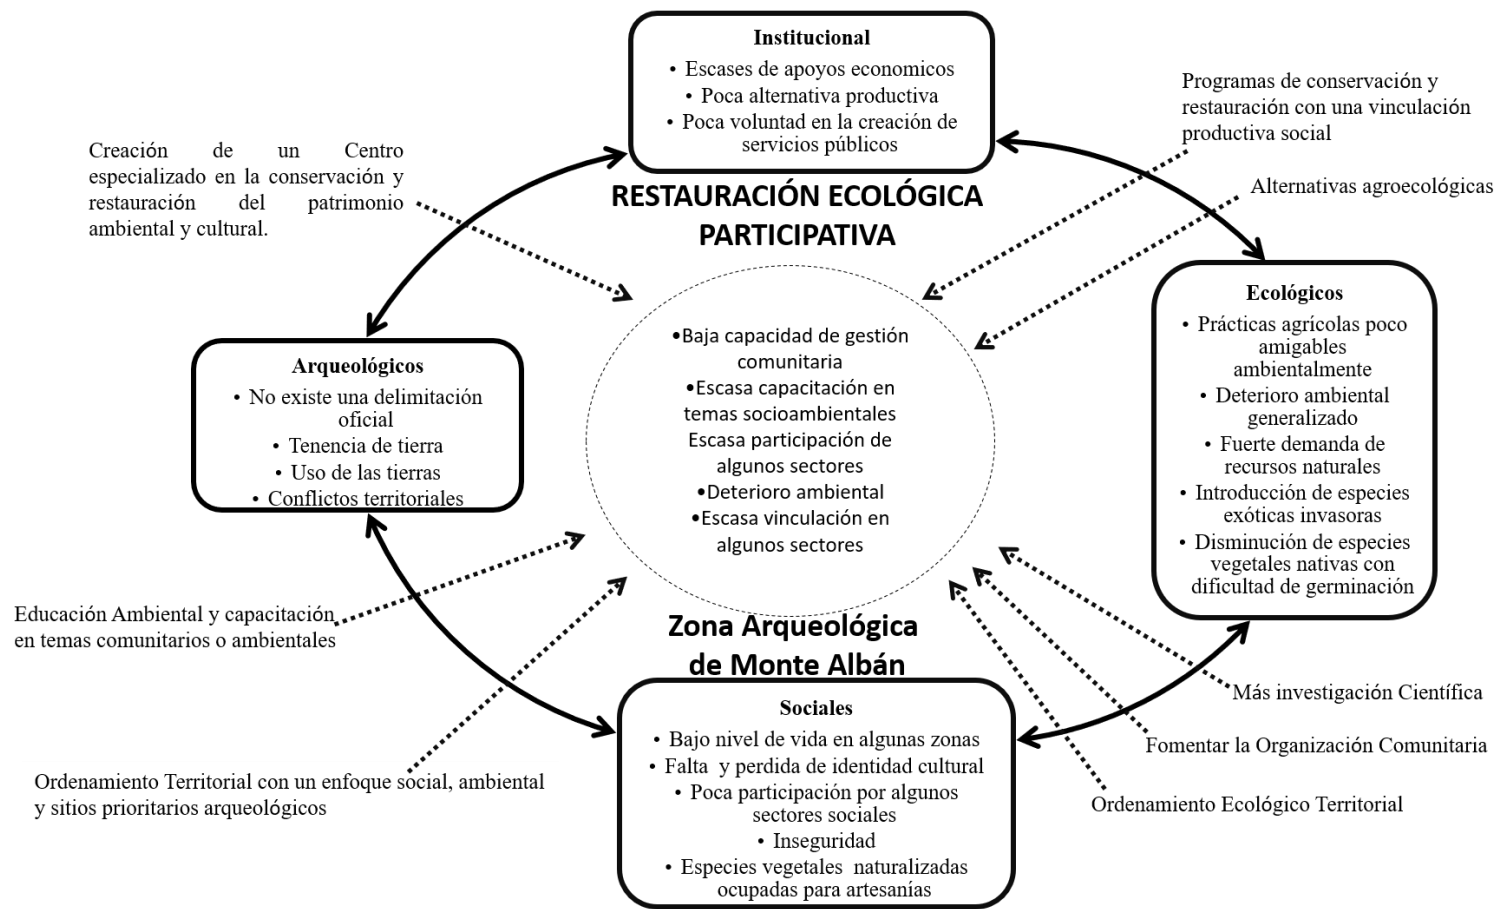 Institucional
• Escases de apoyos economicos
• Poca alternativa productiva
• Poca voluntad en la creación de
servicios públicos
Programas de conservación y
restauración con una vinculación
productiva social
Alternativas agroecológicas
Creación de un Centro
especializado en la conservación y
restauración del patrimonio
ambiental y cultural.
RESTAURACIÓN ECOLÓGICA
PARTICIPATIVA
Ecológicos
• Prácticas agrícolas poco
amigables
ambientalmente
• Deterioro ambiental
generalizado
• Fuerte demanda de
recursos naturales
• Introducción de especies
exóticas invasoras
• Disminución de especies
vegetales nativas con
dificultad de germinación
Arqueológicos
• No existe una delimitación
oficial
• Tenencia de tierra
• Uso de las tierras
• Conflictos territoriales
•Baja capacidad de gestión
comunitaria
•Escasa capacitación en
temas socioambientales
Escasa participación de
algunos sectores
•Deterioro ambiental
•Escasa vinculación en
algunos sectores
Educación Ambiental y capacitación
en temas comunitarios o ambientales
Zona Arqueológica
de Monte Albán
Sociales
• Bajo nivel de vida en algunas zonas
• Falta y perdida de identidad cultural
• Poca participación por algunos
sectores sociales
• Inseguridad
• Especies vegetales naturalizadas
ocupadas para artesanías
Ordenamiento Territorial con un enfoque social, ambiental
y sitios prioritarios arqueológicos
Más investigación Científica
Fomentar la Organización Comunitaria
Ordenamiento Ecológico Territorial